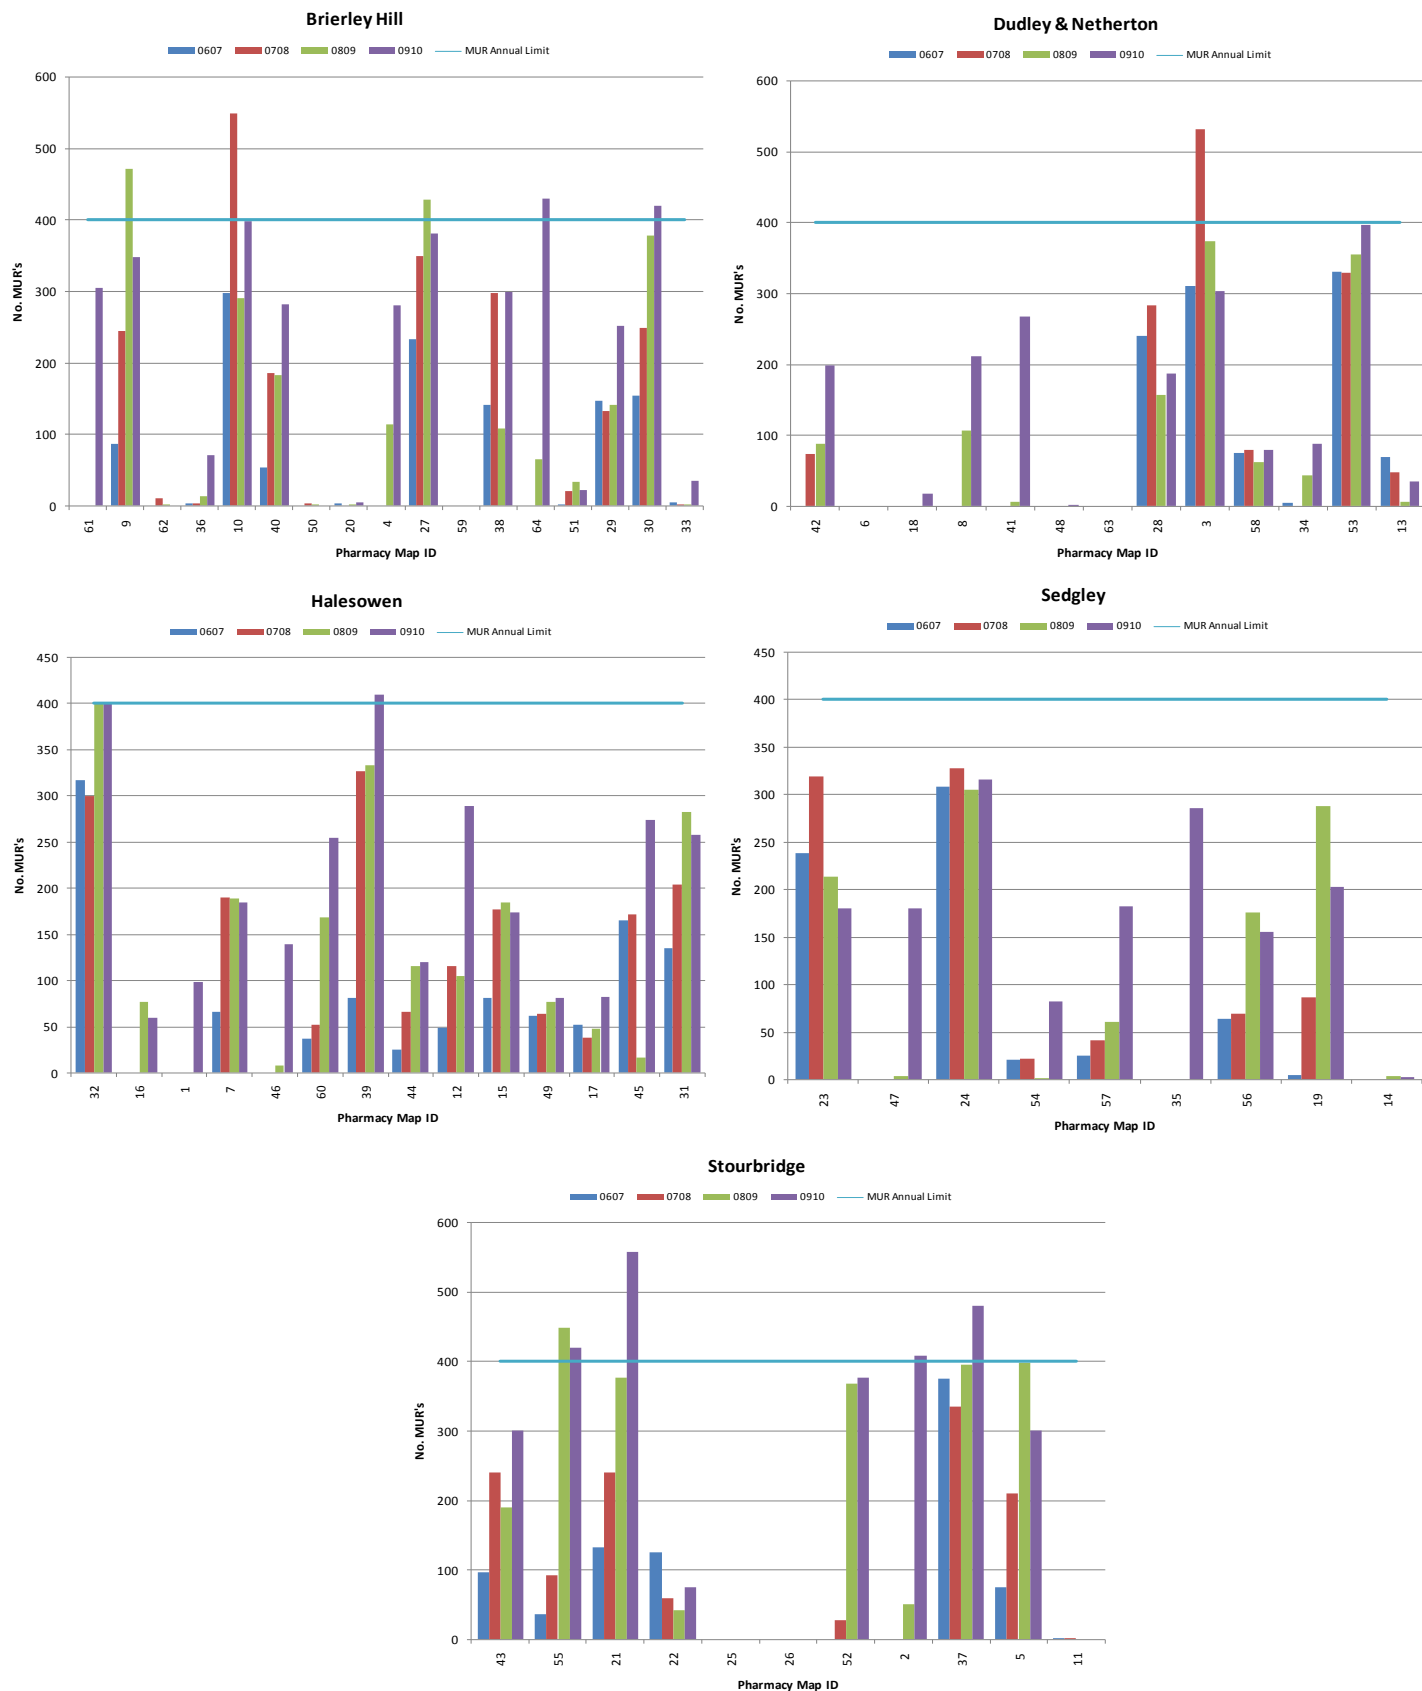 Brierley Hill
0607 0708 0809 0910 MUR Annual Limit
600
500
400
300
200
100
0
No. MUR's
61 9 62 36 10 40 50 20 4 27 59 38 64 51 29 30 33
Pharmacy Map ID
Dudley & Netherton
0607 0708 0809 0910 MUR Annual Limit
600
500
400
300
200
100
0
No. MUR's
42 6 18 8 41 48 63 28 3 58 34 53 13
Pharmacy Map ID
Halesowen
0607 0708 0809 0910 MUR Annual Limit
450
400
350
300
250
200
150
100
50
0
No. MUR's
32 16 1 7 46 60 39 44 12 15 49 17 45 31
Pharmacy Map ID
Sedgley
0607 0708 0809 0910 MUR Annual Limit
450
400
350
300
250
200
150
100
50
0
No. MUR's
23 47 24 54 57 35 56 19 14
Pharmacy Map ID
Stourbridge
0607 0708 0809 0910 MUR Annual Limit
600
500
400
300
200
100
0
No. MUR's
43 55 21 22 25 26 52 2 37 5 11
Pharmacy Map ID